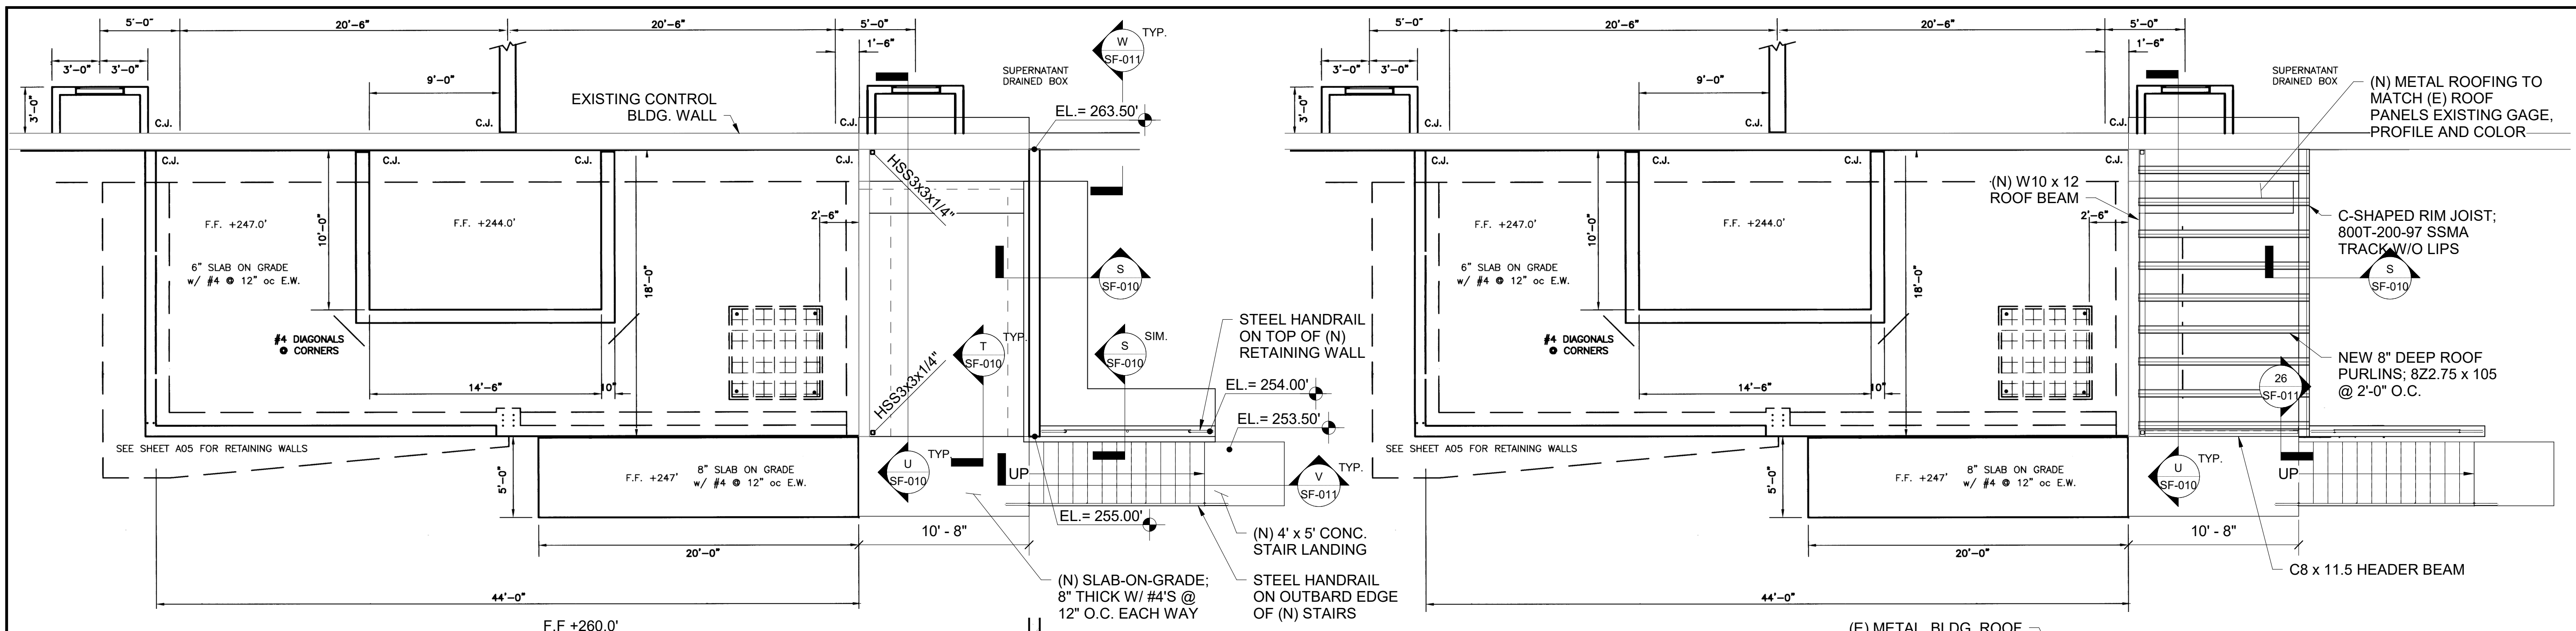 5'-0"
20'-6"
20'-6"
5'-0"
1'-6"
3'-0"
3'-0"
3'-0"
9'-0"
EXISTING CONTROL
BLDG. WALL
C.J.
C.J.
C.J.
SUPERNATANT
DRAINED BOX
W
SF-011
TYP.
EL.= 263.50'
C.J.
C.J.
C.J.
C.J.
HSS3x3x1/4"
F.F. +247.0'
10'-0"
F.F. +244.0'
2'-6"
6" SLAB ON GRADE
w/ #4 @ 12" oc E.W.
18'-0"
S
SF-010
#4 DIAGONALS
@ CORNERS
HSS3x3x1/4"
T
SF-010
TYP.
S
SF-010
SIM.
STEEL HANDRAIL
ON TOP OF (N)
RETAINING WALL
14'-6"
10"
EL.= 254.00'
EL.= 253.50'
SEE SHEET A05 FOR RETAINING WALLS
5'-0"
F.F. +247'
8" SLAB ON GRADE
w/ #4 @ 12" oc E.W.
U
SF-010
TYP.
UP
V
SF-011
TYP.
EL.= 255.00'
20'-0"
10' - 8"
(N) 4' x 5' CONC.
STAIR LANDING
(N) SLAB-ON-GRADE;
8" THICK W/ #4'S @
12" O.C. EACH WAY
STEEL HANDRAIL
ON OUTBARD EDGE
OF (N) STAIRS
44'-0"
F.F +260.0'
5'-0"
20'-6"
20'-6"
5'-0"
1'-6"
3'-0"
3'-0"
3'-0"
9'-0"
C.J.
C.J.
C.J.
SUPERNATANT
DRAINED BOX
(N) METAL ROOFING TO
MATCH (E) ROOF
PANELS EXISTING GAGE,
PROFILE AND COLOR
C.J.
C.J.
C.J.
C.J.
(N) W10 x 12
ROOF BEAM
F.F. +247.0'
10'-0"
F.F. +244.0'
2'-6"
C-SHAPED RIM JOIST;
800T-200-97 SSMA
TRACK W/O LIPS
6" SLAB ON GRADE
w/ #4 @ 12" oc E.W.
18'-0"
S
SF-010
#4 DIAGONALS
@ CORNERS
NEW 8" DEEP ROOF
PURLINS; 8Z2.75 x 105
@ 2'-0" O.C.
14'-6"
10"
26
SF-011
SEE SHEET A05 FOR RETAINING WALLS
5'-0"
F.F. +247'
8" SLAB ON GRADE
w/ #4 @ 12" oc E.W.
U
SF-010
TYP.
UP
20'-0"
10' - 8"
C8 x 11.5 HEADER BEAM
44'-0"
(E) METAL BLDG. ROOF